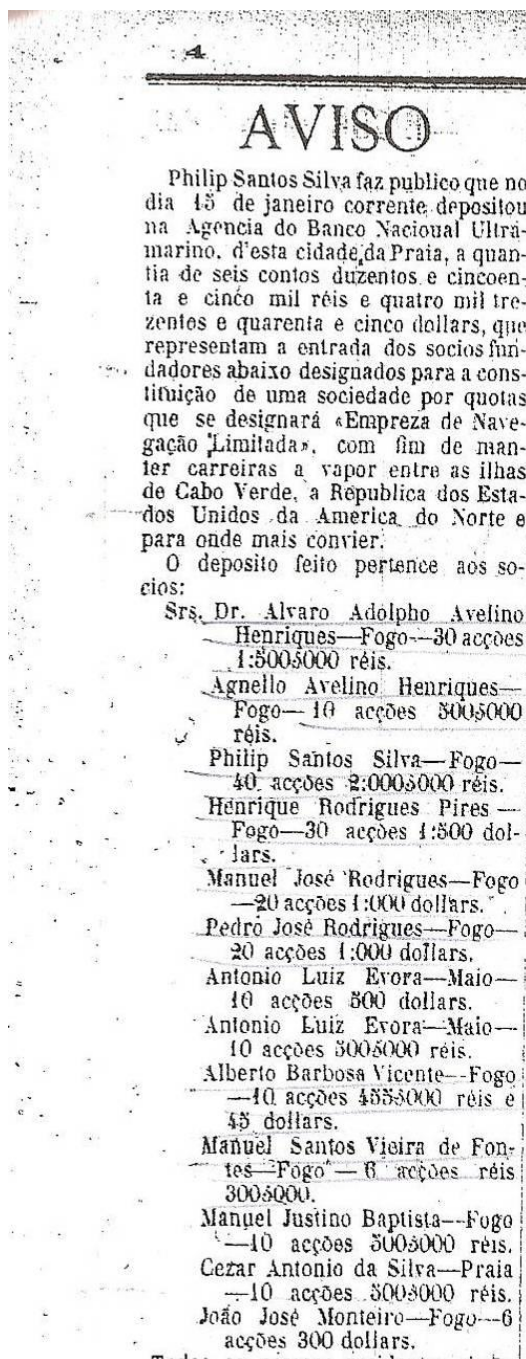 4
AVISO
Philip Santos Silva faz publico que no
dia 15 de janeiro corrente depositou
na Agencia do Banco Nacional Ultra-
marino, d'esta cidade da Praia, a quan-
tia de seis contos duzentos e cincoen-
ta e cinco mil réis e quatro mil tre-
zentos e quarenta e cinco dollars, que
representam a entrada dos socios fun-
dadores abaixo designados para a cons-
tituição de uma sociedade por quotas
que se designará «Empreza de Nave-
gação Limitada», com fim de man-
ter carreiras a vapor entre as ilhas
de Cabo Verde, a Republica dos Esta-
dos Unidos da America do Norte e
para onde mais convier.
O deposito feito pertence aos so-
cios:
Srs. Dr. Alvaro Adolpho Avelino
Henriques—Fogo—30 acções
1:500$000 réis.
Agnello Avelino Henriques—
Fogo—10 acções 500$000
réis.
Philip Santos Silva—Fogo—
40 acções 2:000$000 réis.
Henrique Rodrigues Pires—
Fogo—30 acções 1:500 dol-
lars.
Manuel José Rodrigues—Fogo
—20 acções 1:000 dollars.
Pedro José Rodrigues—Fogo—
20 acções 1:000 dollars.
Antonio Luiz Evora—Maio—
10 acções 500 dollars.
Antonio Luiz Evora—Maio—
10 acções 500$000 réis.
Alberto Barbosa Vicente—Fogo
—10 acções 455$000 réis e
45 dollars.
Manuel Santos Vieira de Fon-
tes—Fogo—6 acções réis
300$000.
Manuel Justino Baptista—Fogo
—10 acções 500$000 réis.
Cezar Antonio da Silva—Praia
—10 acções 500$000 réis.
João José Monteiro—Fogo—6
acções 300 dollars.